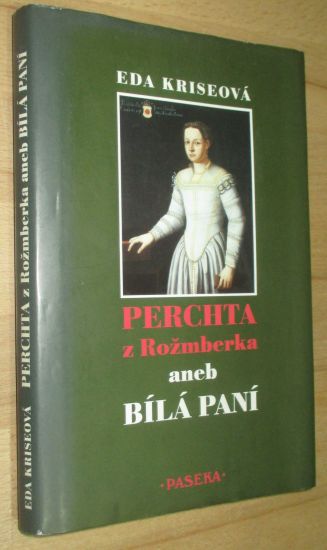 EDA KRISEOVÁ
PERCHTA
z Rožmberka
aneb
BÍLÁ PANÍ
·PASEKA·
EDA KRISEOVÁ PERCHTA z Rožmberka aneb BÍLÁ PANÍ